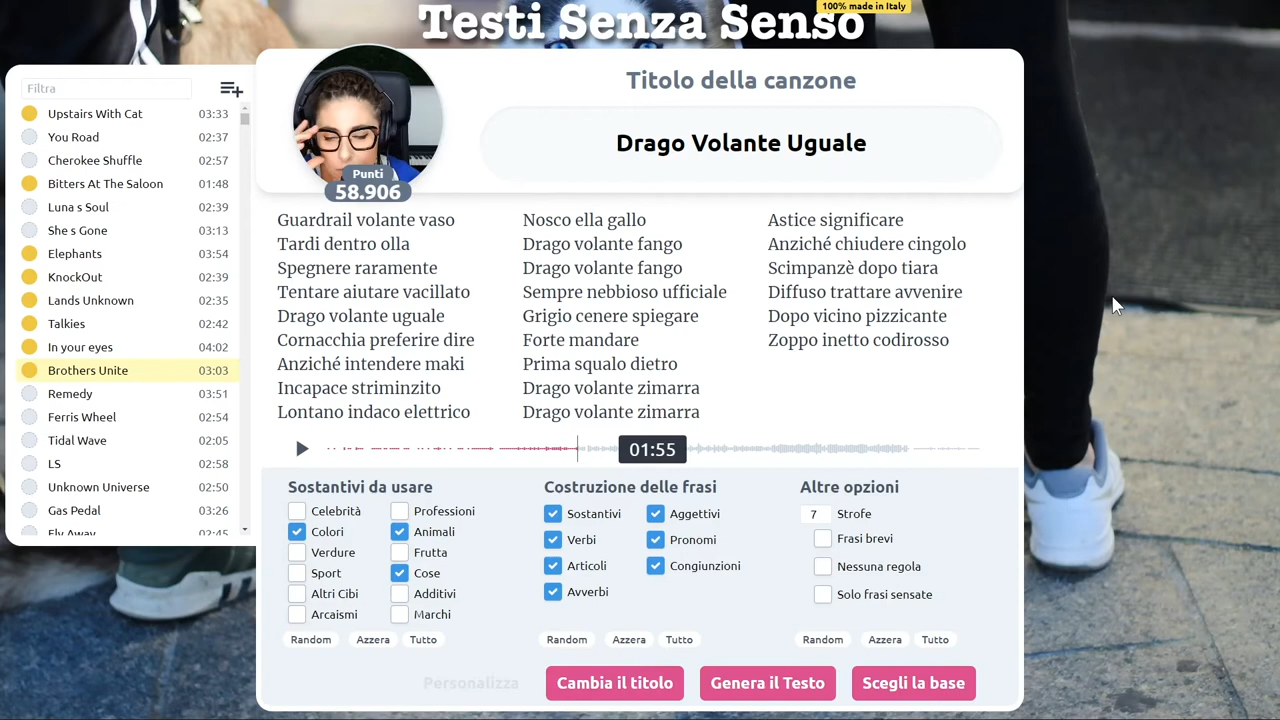 100% made in Italy
Testi Senza Senso
Filtra
Upstairs With Cat 03:33
You Road 02:37
Cherokee Shuffle 02:57
Bitters At The Saloon 01:48
Luna s Soul 02:39
She s Gone 03:13
Elephants 03:54
KnockOut 02:39
Lands Unknown 02:35
Talkies 02:42
In your eyes 04:02
Brothers Unite 03:03
Remedy 03:51
Ferris Wheel 02:54
Tidal Wave 02:05
LS 02:58
Unknown Universe 02:50
Gas Pedal 03:26
Fly Away 02:45
Punti
58.906
Titolo della canzone
Drago Volante Uguale
Guardrail volante vaso
Tardi dentro olla
Spegnere raramente
Tentare aiutare vacillato
Drago volante uguale
Cornacchia preferire dire
Anziché intendere maki
Incapace striminzito
Lontano indaco elettrico
Nosco ella gallo
Drago volante fango
Drago volante fango
Sempre nebbioso ufficiale
Grigio cenere spiegare
Forte mandare
Prima squalo dietro
Drago volante zimarra
Drago volante zimarra
Astice significare
Anziché chiudere cingolo
Scimpanzè dopo tiara
Diffuso trattare avvenire
Dopo vicino pizzicante
Zoppo inetto codirosso
01:55
Sostantivi da usare
Celebrità Professioni
Colori Animali
Verdure Frutta
Sport Cose
Altri Cibi Additivi
Arcaismi Marchi
Random Azzera Tutto
Costruzione delle frasi
Sostantivi Aggettivi
Verbi Pronomi
Articoli Congiunzioni
Avverbi
Random Azzera Tutto
Altre opzioni
7 Strofe
Frasi brevi
Nessuna regola
Solo frasi sensate
Random Azzera Tutto
Personalizza
Cambia il titolo
Genera il Testo
Scegli la base